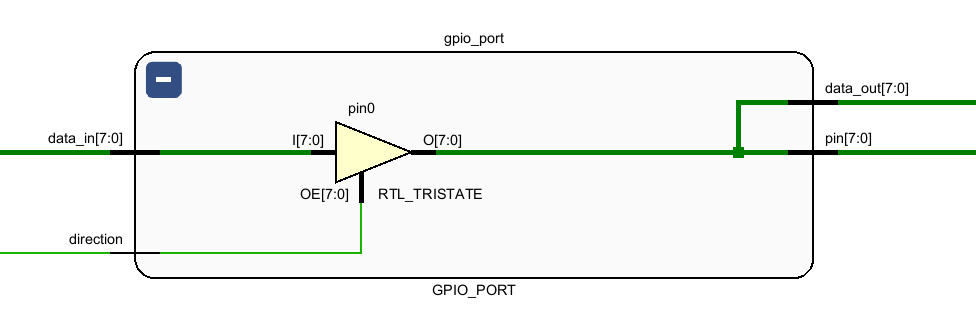 gpio_port
data_out[7:0]
pin0
data_in[7:0]
I[7:0]
O[7:0]
pin[7:0]
OE[7:0]
RTL_TRISTATE
direction
GPIO_PORT